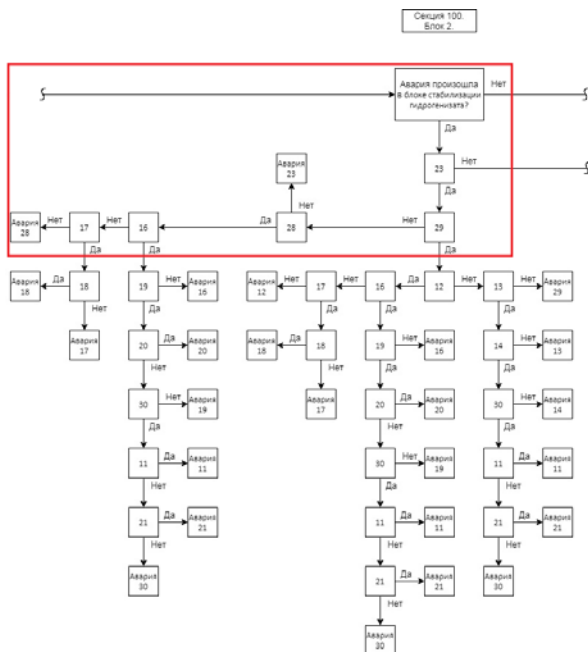 Секция 100.
Блок 2.
Авария произошла Нет
в блоке стабилизации
гидрогенизата?
Да
Авария
23
23 Нет
Нет Да
Авария
28
Нет 17 Нет 16 Да 28 Нет 29
Да Да Да
Авария
18
Да 18 19 Нет Авария
16
Авария
12
Нет 17 Нет 16 Да 12 Нет 13 Нет Авария
29
Нет Да Да Да Да
Авария
17
20 Да Авария
20
Авария
18
Да 18 19 Нет Авария
16
14 Нет Авария
13
Нет Нет Да Да
30 Нет Авария
19
Авария
17
20 Да Авария
20
30 Нет Авария
14
Да Нет Да
11 Да Авария
11
30 Нет Авария
19
11 Да Авария
11
Нет Да Нет
21 Да Авария
21
11 Да Авария
11
21 Да Авария
21
Нет Нет Нет
Авария
30
21 Да Авария
21
Авария
30
Нет
Авария
30